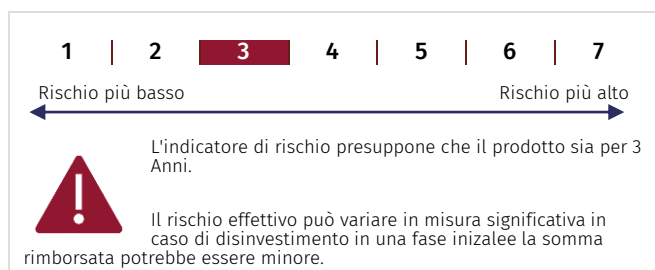 1 | 2 | 3 | 4 | 5 | 6 | 7
Rischio più basso Rischio più alto
L'indicatore di rischio presuppone che il prodotto sia per 3
Anni.
Il rischio effettivo può variare in misura significativa in
caso di disinvestimento in una fase inizalee la somma
rimborsata potrebbe essere minore.